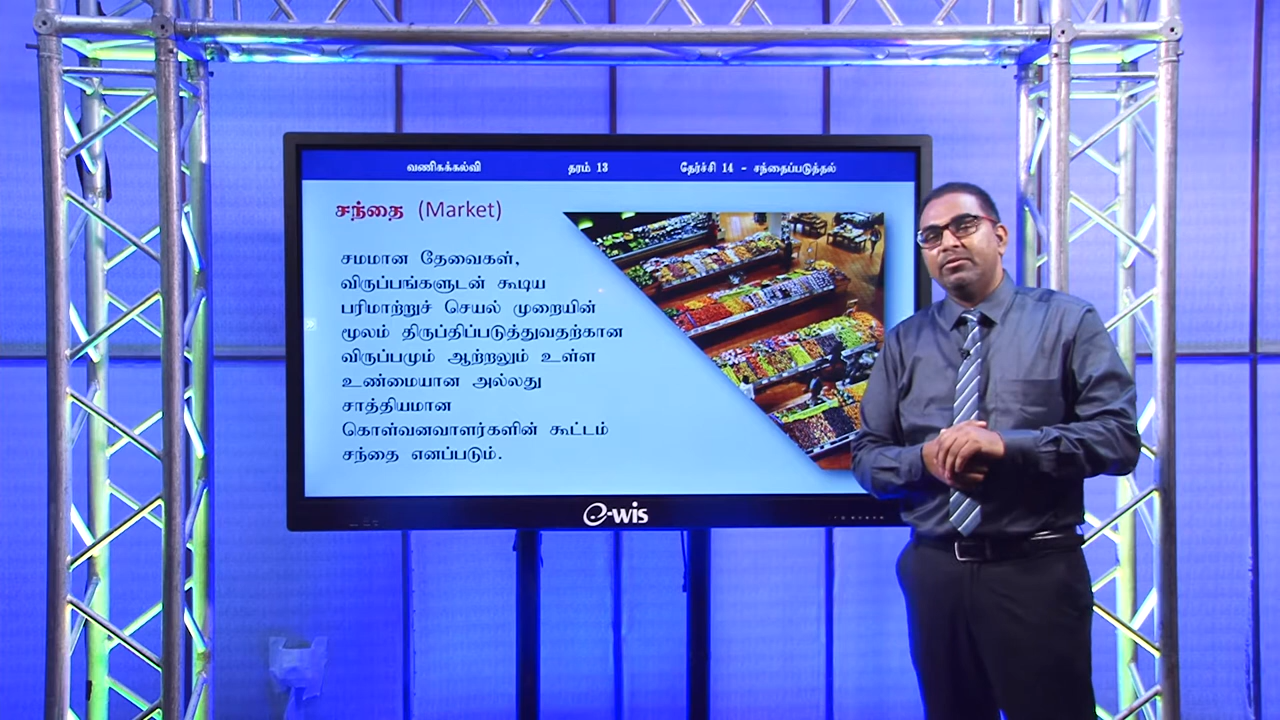 வணிகக்கல்வி தரம் 13 தேர்ச்சி 14 - சந்தைப்படுத்தல்
சந்தை (Market)
சமமான தேவைகள்,
விருப்பங்களுடன் கூடிய
பரிமாற்றுச் செயல் முறையின்
மூலம் திருப்திப்படுத்துவதற்கான
விருப்பமும் ஆற்றலும் உள்ள
உண்மையான அல்லது
சாத்தியமான
கொள்வனவாளர்களின் கூட்டம்
சந்தை எனப்படும்.
e-wis